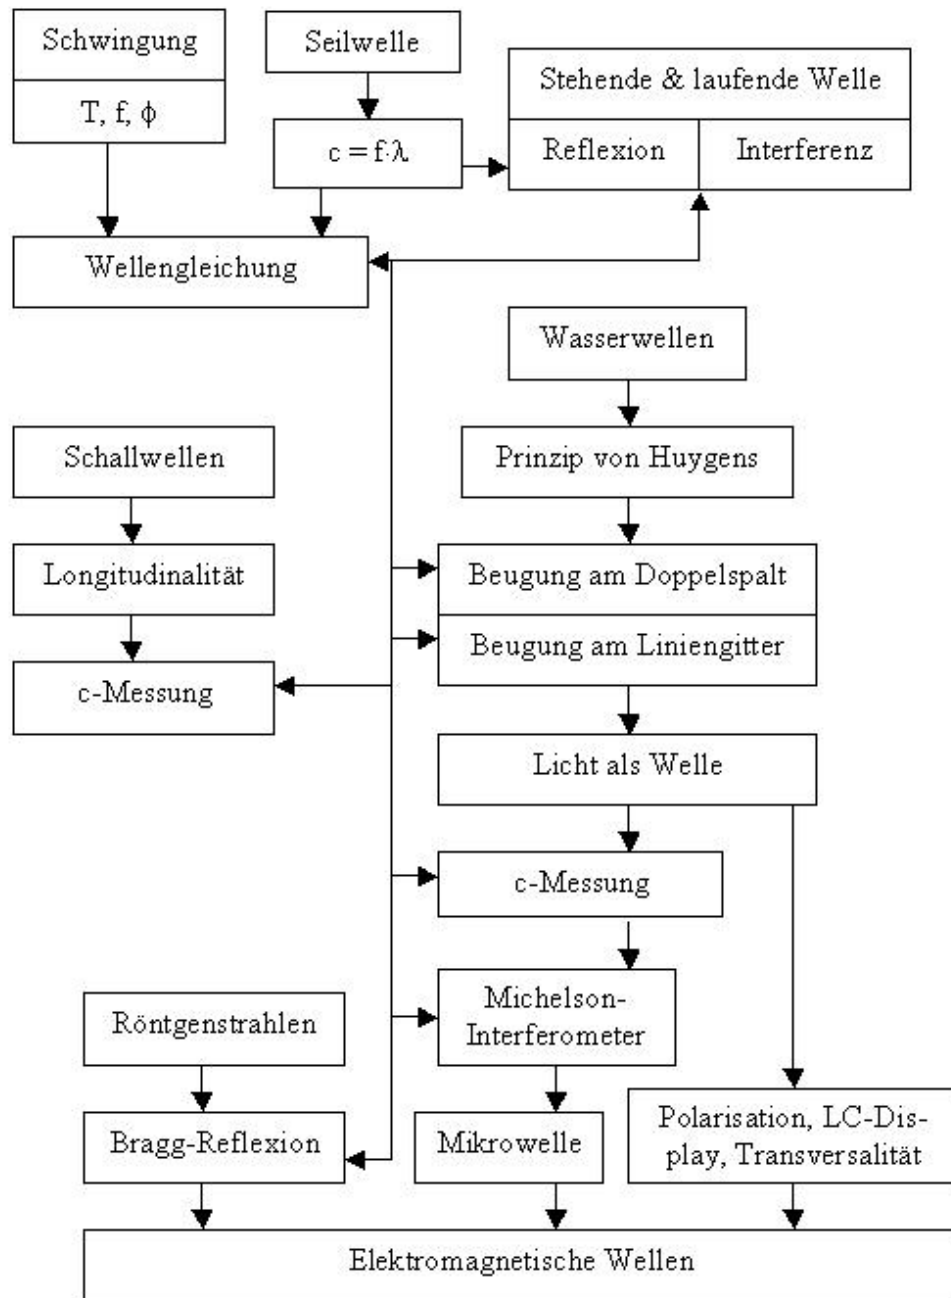 Schwingung
T, f, ϕ
Seilwelle
c = f·λ
Stehende & laufende Welle
Reflexion
Interferenz
Wellengleichung
Wasserwellen
Prinzip von Huygens
Schallwellen
Longitudinalität
c-Messung
Beugung am Doppelspalt
Beugung am Liniengitter
Licht als Welle
c-Messung
Michelson-
Interferometer
Röntgenstrahlen
Bragg-Reflexion
Mikrowelle
Polarisation, LC-Dis-
play, Transversalität
Elektromagnetische Wellen